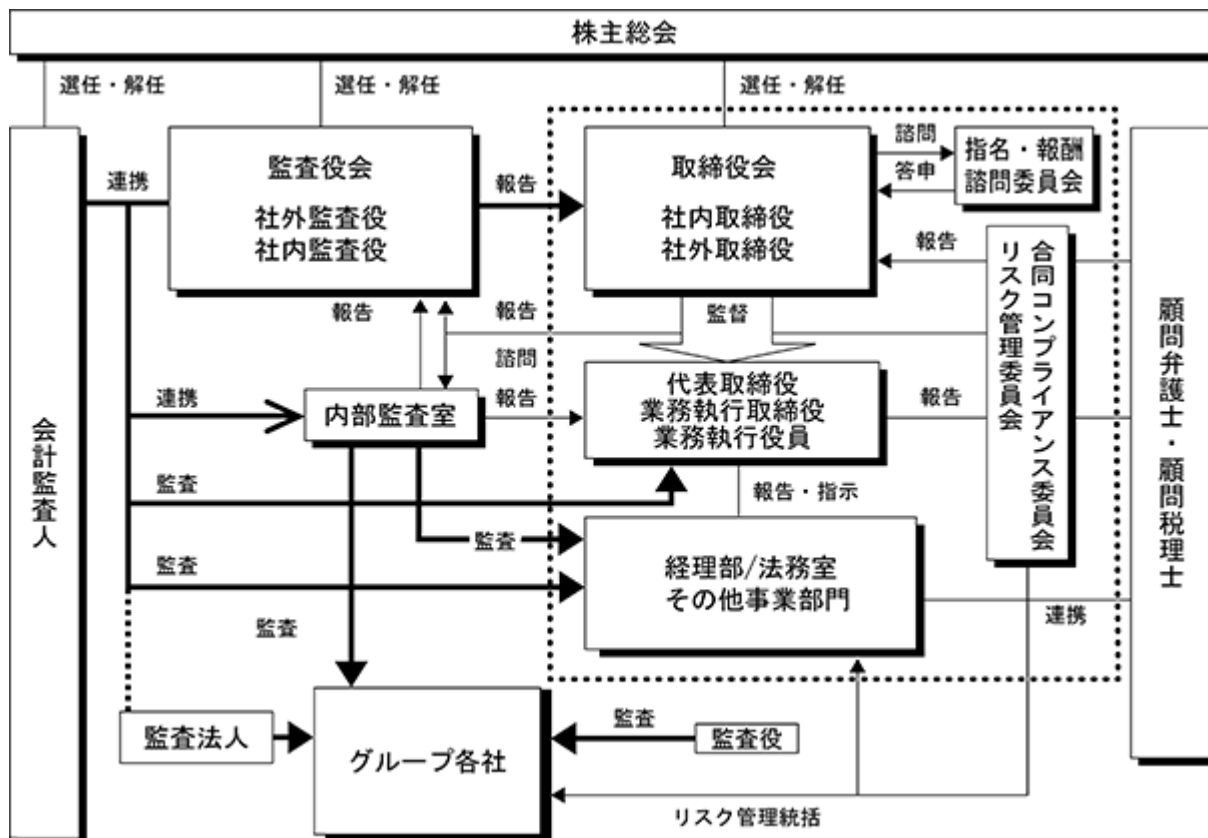 株主総会
選任・解任
選任・解任
選任・解任
監査役会
社外監査役
社内監査役
連携
報告
取締役会
社内取締役
社外取締役
諮問
答申
指名・報酬
諮問委員会
報告
合同コンプライアンス委員会
リスク管理委員会
顧問弁護士・顧問税理士
会計監査人
報告
報告
諮問
監督
連携
内部監査室
報告
代表取締役
業務執行取締役
業務執行役員
報告
監査
報告・指示
監査
監査
経理部/法務室
その他事業部門
連携
監査
監査法人
グループ各社
監査
監査役
リスク管理統括